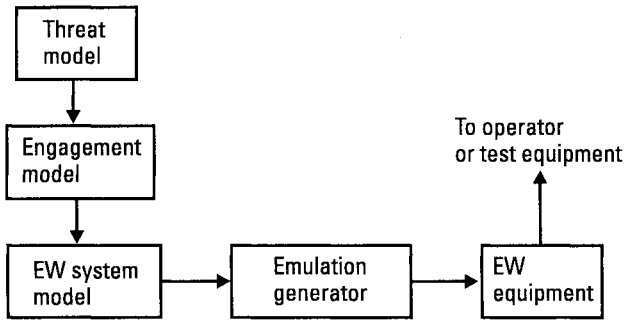 Threat
model
Engagement
model
EW system
model
Emulation
generator
EW
equipment
To operator
or test equipment